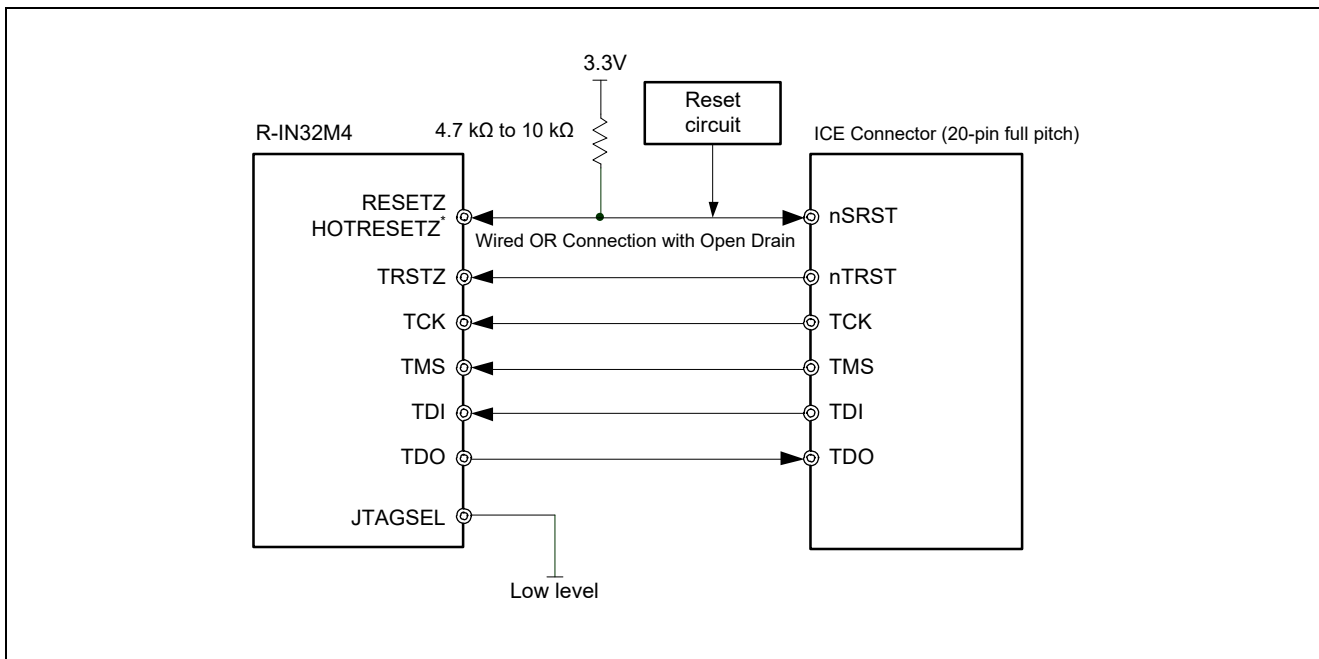 3.3V
Reset
circuit
R-IN32M4
4.7 kΩ to 10 kΩ
ICE Connector (20-pin full pitch)
RESETZ
HOTRESETZ*
nSRST
Wired OR Connection with Open Drain
TRSTZ
nTRST
TCK
TCK
TMS
TMS
TDI
TDI
TDO
TDO
JTAGSEL
Low level